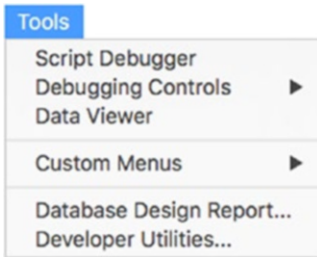 Tools
Script Debugger
Debugging Controls
Data Viewer
Custom Menus
Database Design Report...
Developer Utilities...